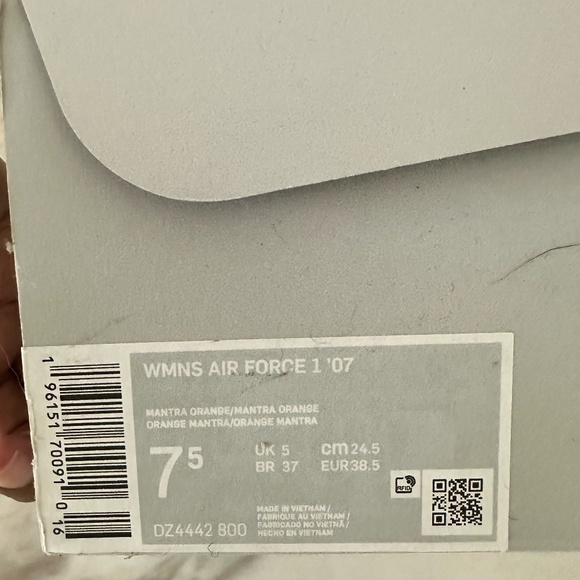 WMNS AIR FORCE 1 '07
MANTRA ORANGE/MANTRA ORANGE
ORANGE MANTRA/ORANGE MANTRA
7 5
UK 5 cm 24.5
BR 37 EUR 38.5
RFID
DZ4442 800
MADE IN VIETNAM /
FABRIQUE AU VIETNAM /
FABRICADO NO VIETNÃ /
HECHO EN VIETNAM
1 96151 70091 0 16